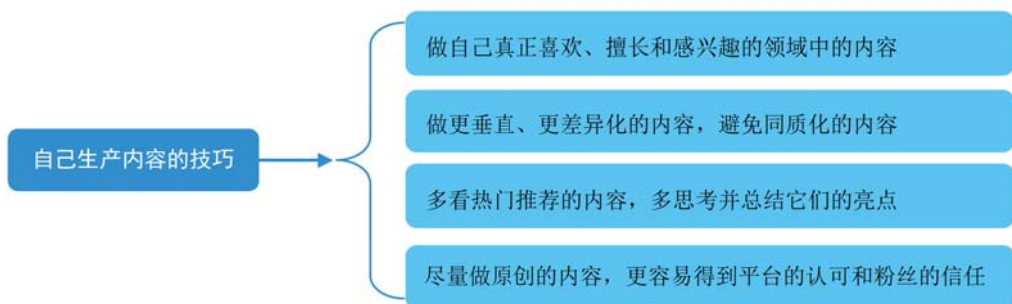 自己生产内容的技巧
做自己真正喜欢、擅长和感兴趣的领域中的内容
做更垂直、更差异化的内容，避免同质化的内容
多看热门推荐的内容，多思考并总结它们的亮点
尽量做原创的内容，更容易得到平台的认可和粉丝的信任